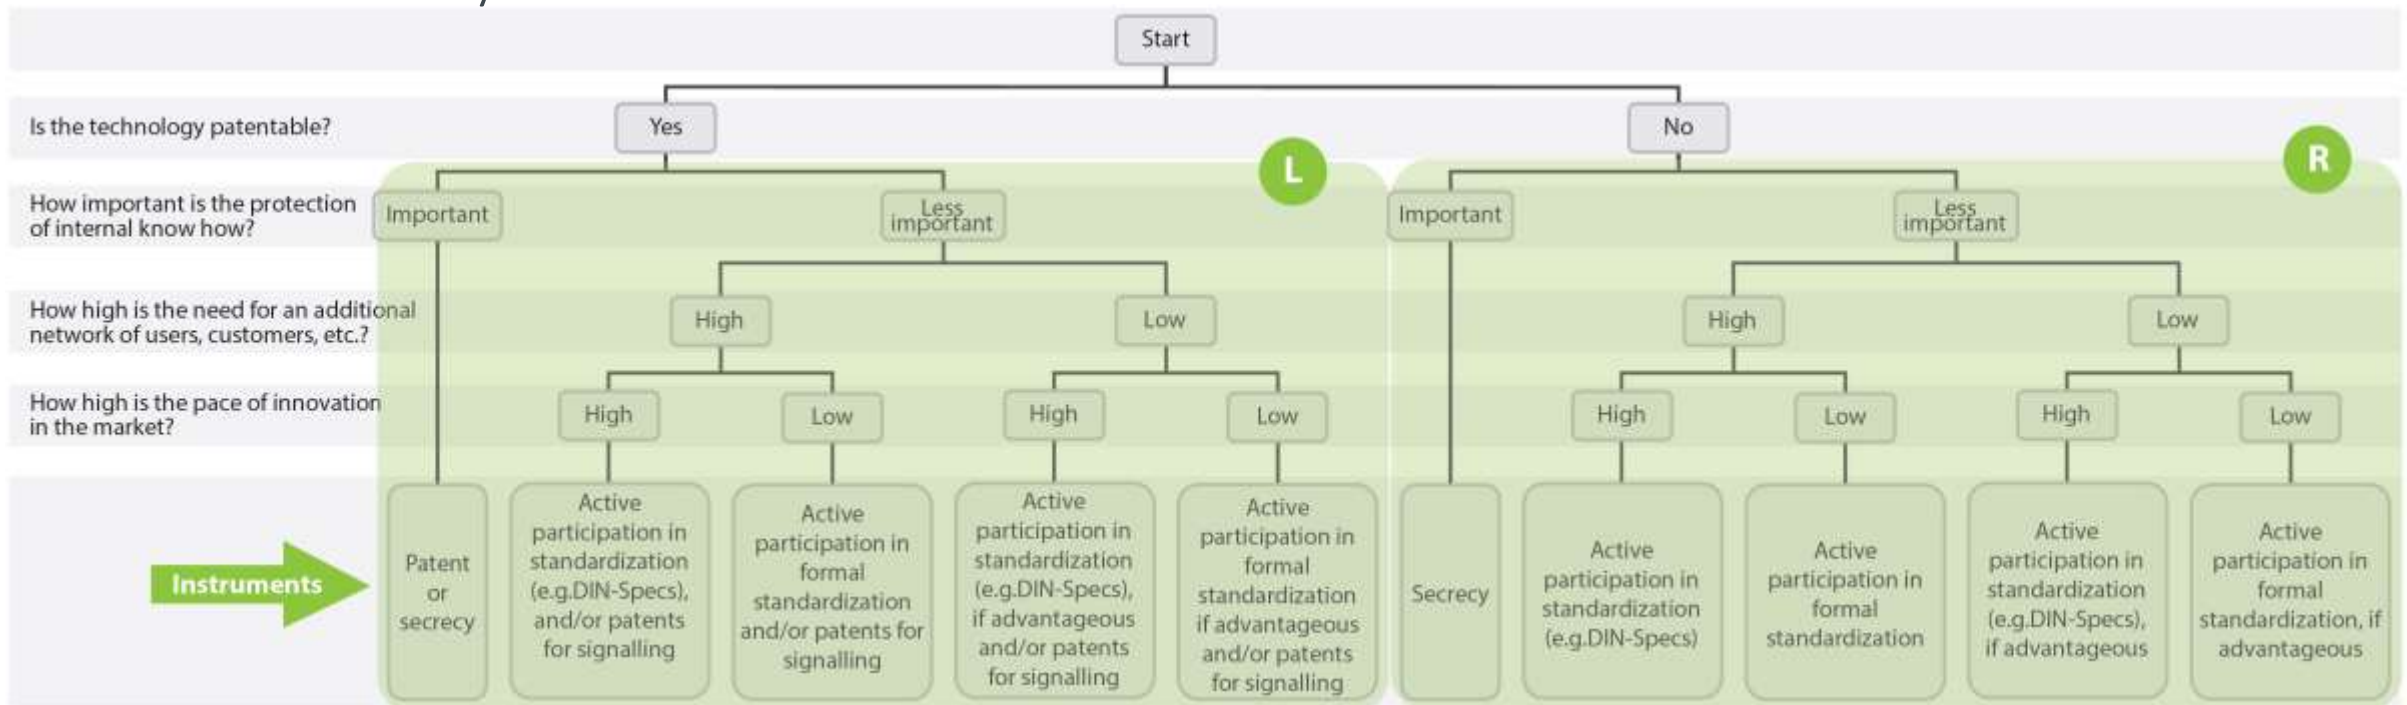 Start
Is the technology patentable?
Yes
No
L
R
How important is the protection
of internal know how?
Important
Less
important
Important
Less
important
How high is the need for an additional
network of users, customers, etc.?
High
Low
High
Low
How high is the pace of innovation
in the market?
High
Low
High
Low
High
Low
High
Low
Instruments
Patent
or
secrecy
Active
participation in
standardization
(e.g.DIN-Specs),
and/or patents
for signalling
Active
participation in
formal
standardization
and/or patents for
signalling
Active
participation in
standardization
(e.g.DIN-Specs),
if advantageous
and/or patents
for signalling
Active
participation in
formal
standardization
if advantageous
and/or patents
for signalling
Secrecy
Active
participation in
standardization
(e.g.DIN-Specs)
Active
participation in
formal
standardization
Active
participation in
standardization
(e.g.DIN-Specs),
if advantageous
Active
participation in
formal
standardization, if
advantageous